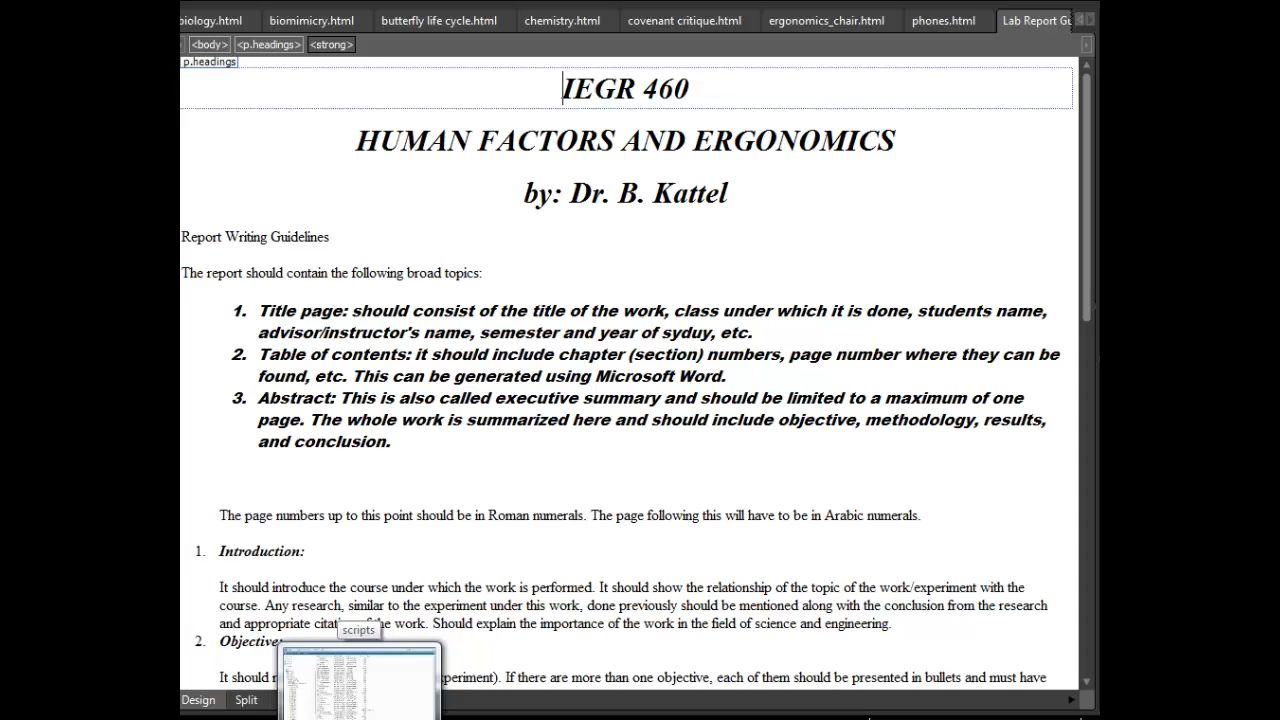 biology.html biomimicry.html butterfly life cycle.html chemistry.html covenant critique.html ergonomics_chair.html phones.html Lab Report Gu
<body> <p.headings> <strong>
p.headings
IEGR 460
HUMAN FACTORS AND ERGONOMICS
by: Dr. B. Kattel
Report Writing Guidelines
The report should contain the following broad topics:
1. Title page: should consist of the title of the work, class under which it is done, students name,
advisor/instructor's name, semester and year of syduy, etc.
2. Table of contents: it should include chapter (section) numbers, page number where they can be
found, etc. This can be generated using Microsoft Word.
3. Abstract: This is also called executive summary and should be limited to a maximum of one
page. The whole work is summarized here and should include objective, methodology, results,
and conclusion.
The page numbers up to this point should be in Roman numerals. The page following this will have to be in Arabic numerals.
1. Introduction:
It should introduce the course under which the work is performed. It should show the relationship of the topic of the work/experiment with the
course. Any research, similar to the experiment under this work, done previously should be mentioned along with the conclusion from the research
and appropriate of the work. Should explain the importance of the work in the field of science and engineering.
scripts
2. Objective:
It should If there are more than one objective, each of them should be presented in bullets and must have
Design Split